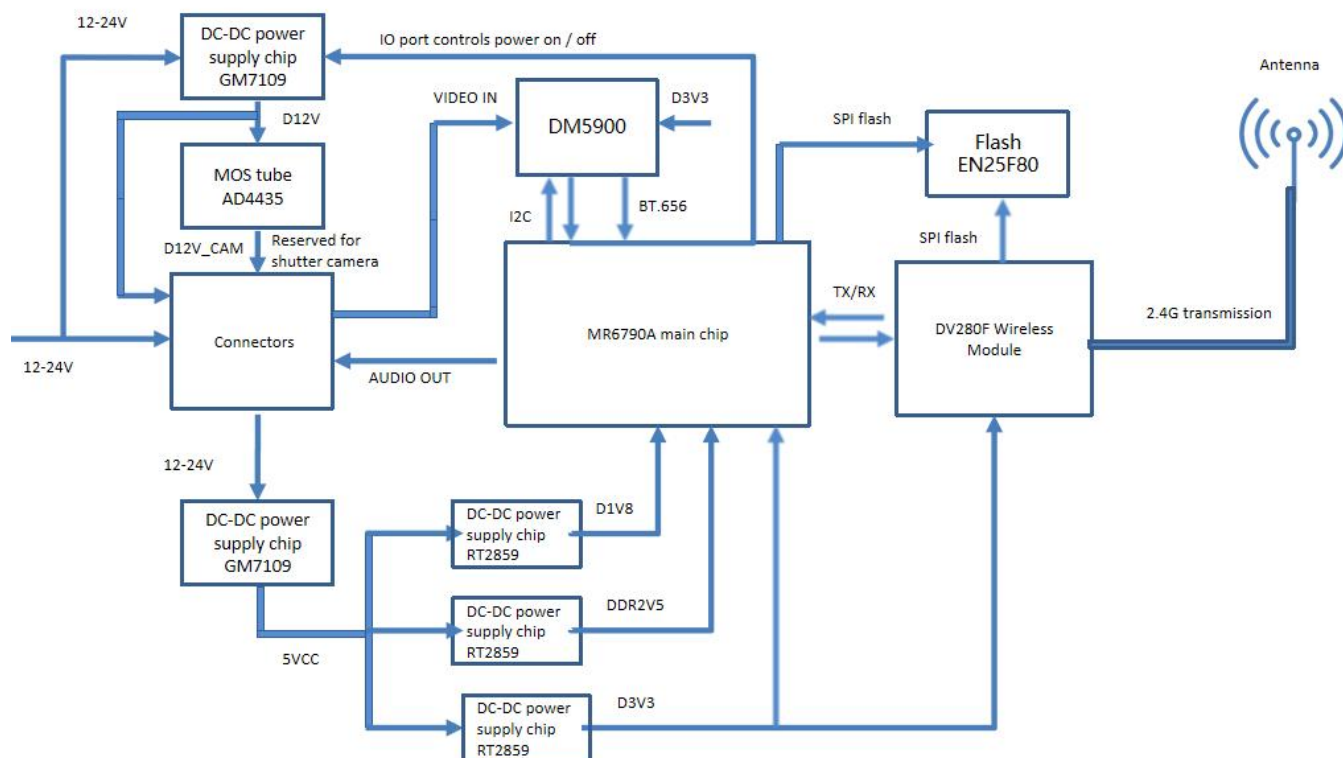 12-24V
DC-DC power
supply chip
GM7109
IO port controls power on / off
Antenna
VIDEO IN
DM5900
D3V3
SPI flash
Flash
EN25F80
D12V
MOS tube
AD4435
I2C
BT.656
D12V_CAM
Reserved for
shutter camera
SPI flash
Connectors
MR6790A main chip
TX/RX
DV280F Wireless
Module
2.4G transmission
12-24V
AUDIO OUT
12-24V
DC-DC power
supply chip
GM7109
DC-DC power
supply chip
RT2859
D1V8
DC-DC power
supply chip
RT2859
DDR2V5
5VCC
DC-DC power
supply chip
RT2859
D3V3